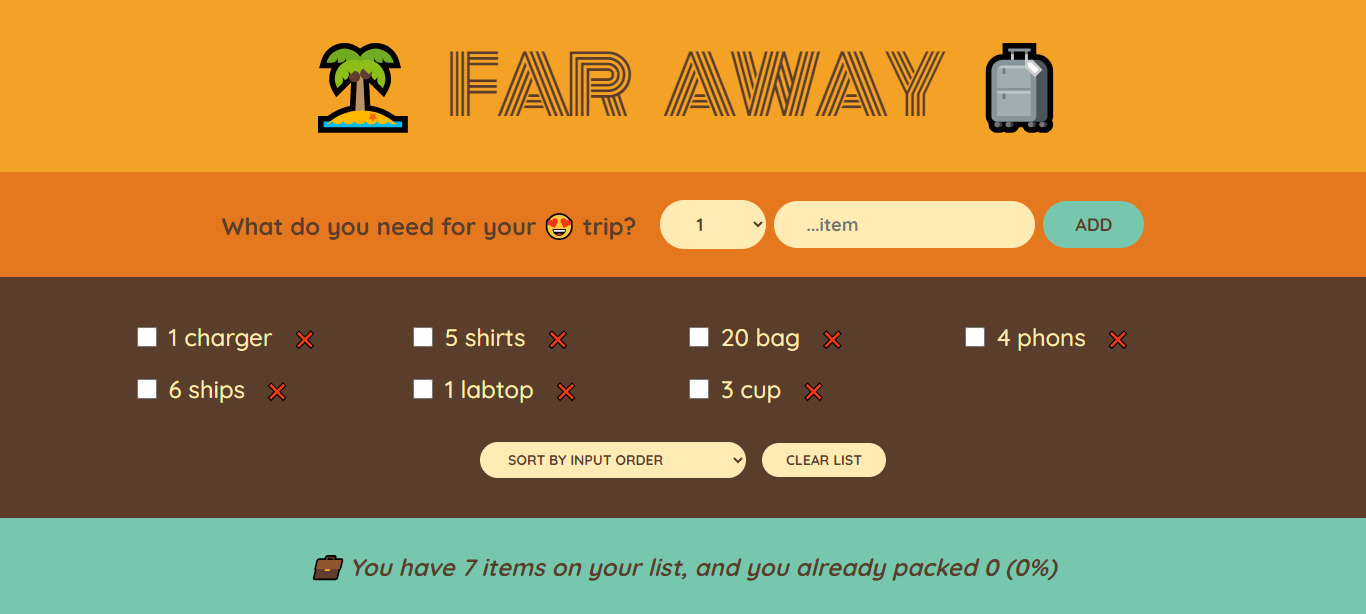 FAR AWAY
What do you need for your 😍 trip? 1 ...item ADD
1 charger ❌ 5 shirts ❌ 20 bag ❌ 4 phons ❌
6 ships ❌ 1 labtop ❌ 3 cup ❌
SORT BY INPUT ORDER CLEAR LIST
💼 You have 7 items on your list, and you already packed 0 (0%)